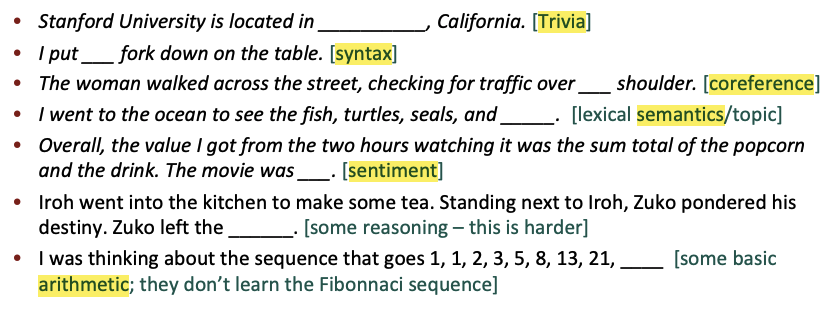 • Stanford University is located in __________, California. [Trivia]
• I put ___ fork down on the table. [syntax]
• The woman walked across the street, checking for traffic over ___ shoulder. [coreference]
• I went to the ocean to see the fish, turtles, seals, and _____. [lexical semantics/topic]
• Overall, the value I got from the two hours watching it was the sum total of the popcorn
and the drink. The movie was ___. [sentiment]
• Iroh went into the kitchen to make some tea. Standing next to Iroh, Zuko pondered his
destiny. Zuko left the ______. [some reasoning – this is harder]
• I was thinking about the sequence that goes 1, 1, 2, 3, 5, 8, 13, 21, ____ [some basic
arithmetic; they don’t learn the Fibonnaci sequence]